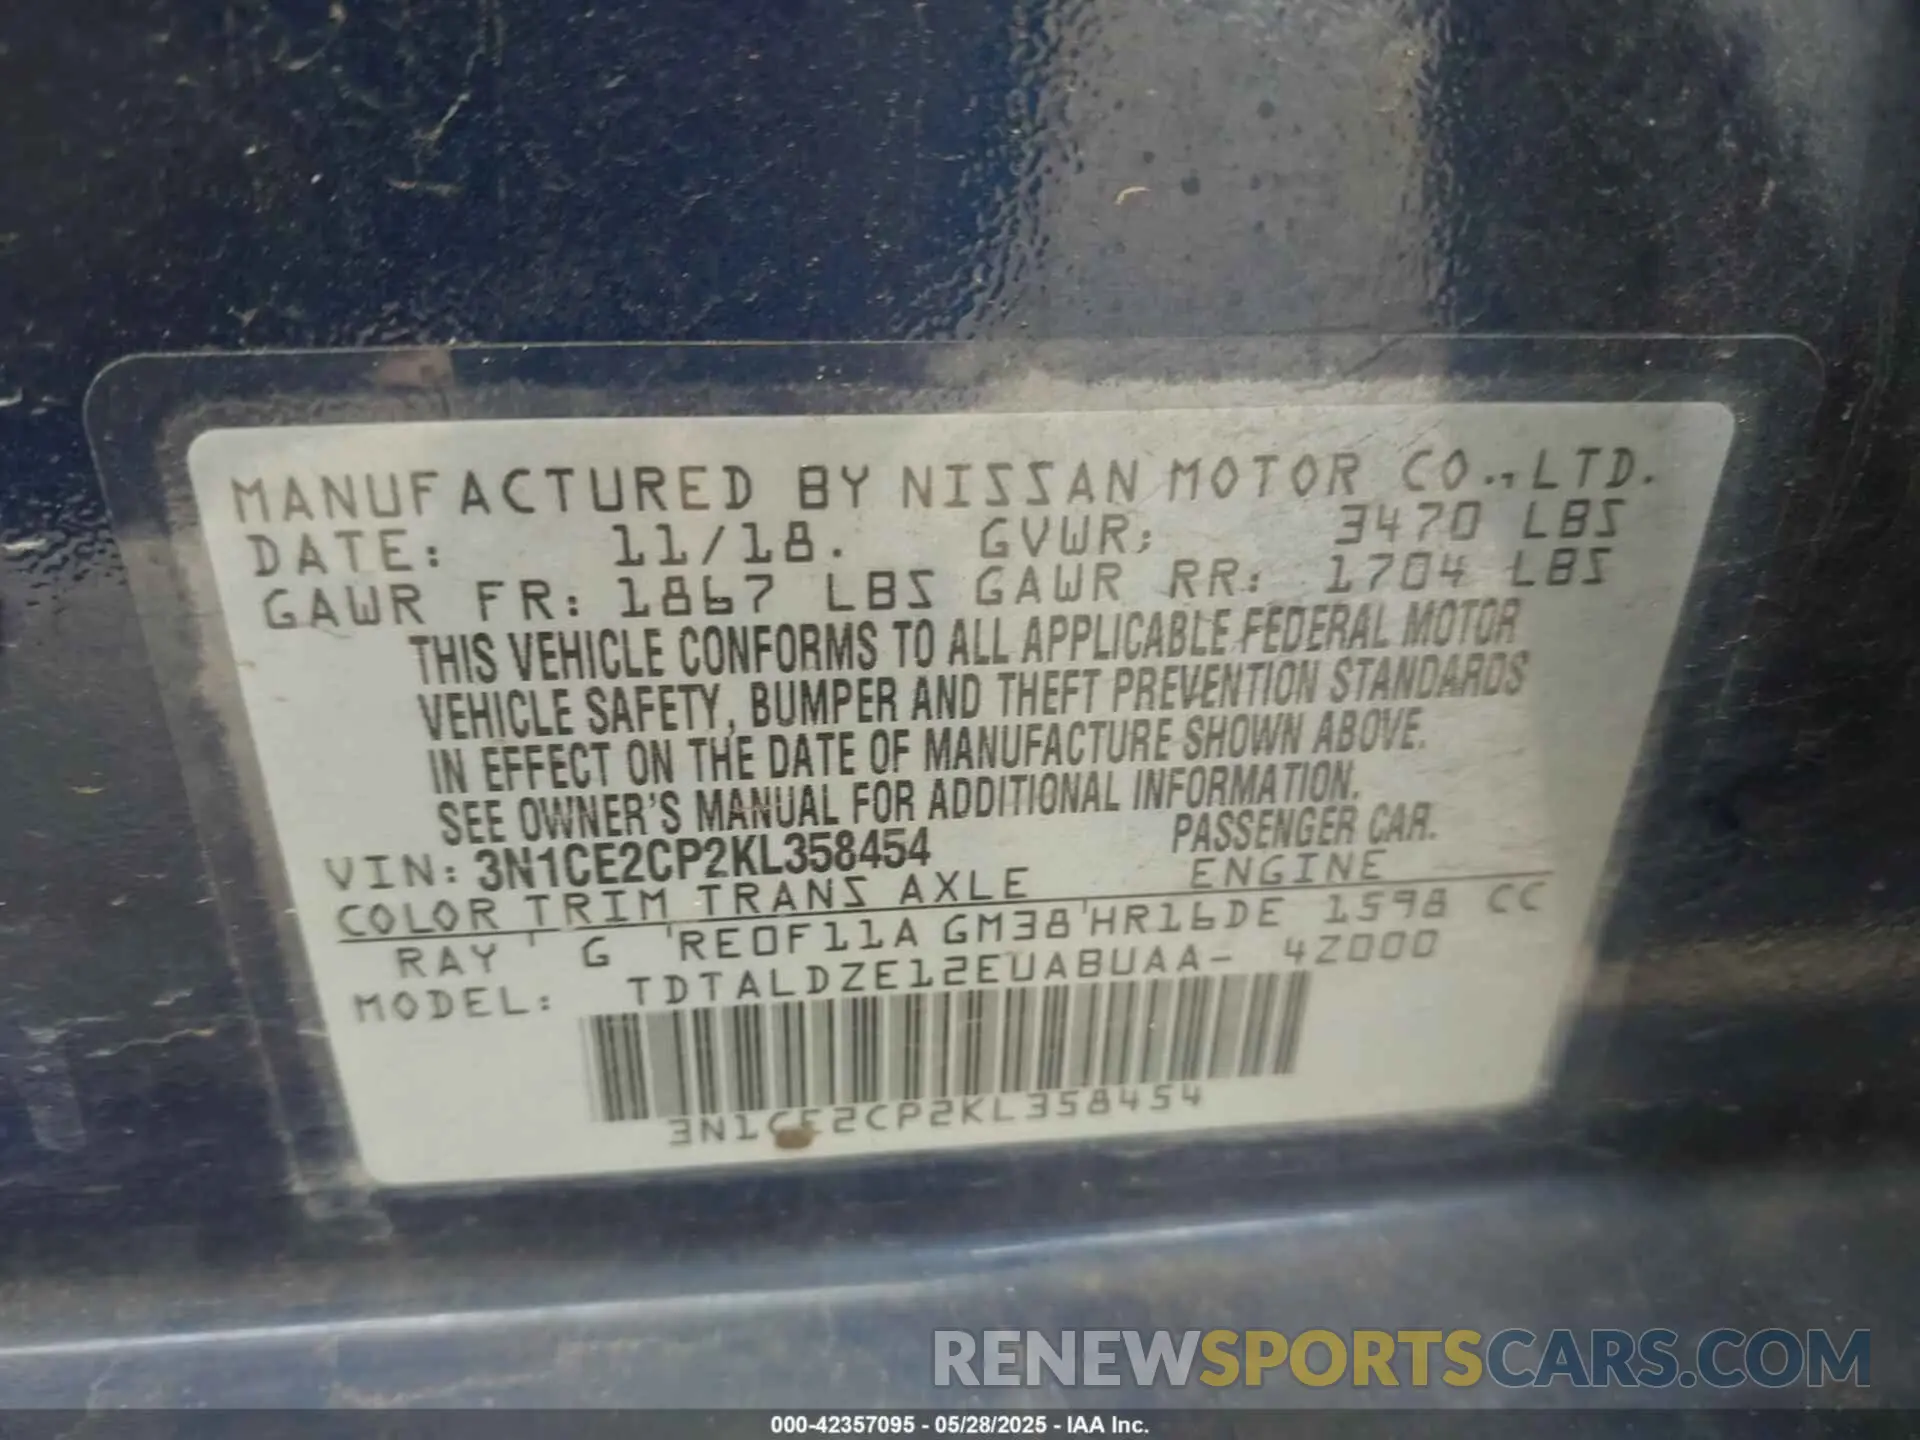 MANUFACTURED BY NISSAN MOTOR CO., LTD.
DATE: 11/18. GVWR: 3470 LBS
GAWR FR: 1867 LBS GAWR RR: 1704 LBS
THIS VEHICLE CONFORMS TO ALL APPLICABLE FEDERAL MOTOR
VEHICLE SAFETY, BUMPER AND THEFT PREVENTION STANDARDS
IN EFFECT ON THE DATE OF MANUFACTURE SHOWN ABOVE.
SEE OWNER'S MANUAL FOR ADDITIONAL INFORMATION.
VIN: 3N1CE2CP2KL358454 PASSENGER CAR.
COLOR TRIM TRANS AXLE ENGINE
RAY G RE0F11A GM38 HR16DE 1598 CC
MODEL: TDTALDZE12EUABUAA- 4Z000
3N1CE2CP2KL358454
RENEWSPORTSCARS.COM
000-42357095 - 05/28/2025 - IAA Inc.